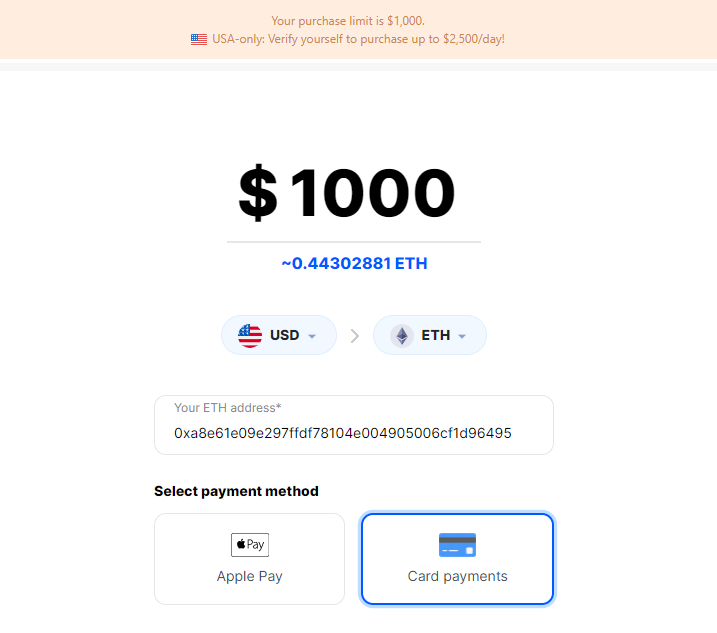 Your purchase limit is $1,000.
USA-only: Verify yourself to purchase up to $2,500/day!
$ 1000
~0.44302881 ETH
USD > ETH
Your ETH address*
0xa8e61e09e297ffdf78104e004905006cf1d96495
Select payment method
Pay
Apple Pay Card payments